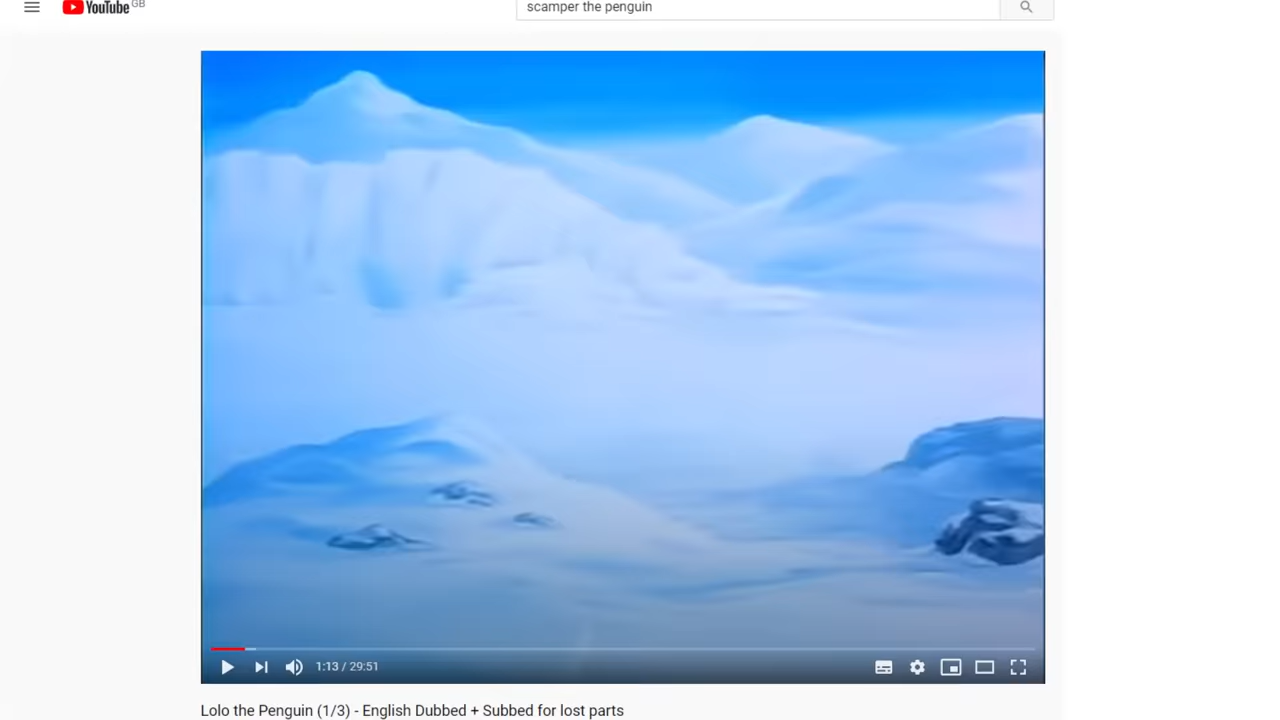 YouTube GB
scamper the penguin
1:13 / 29:51
Lolo the Penguin (1/3) - English Dubbed + Subbed for lost parts